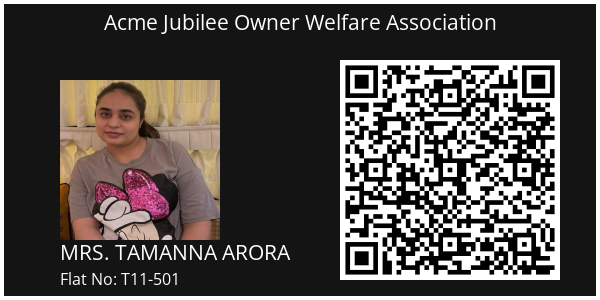 Acme Jubilee Owner Welfare Association
MRS. TAMANNA ARORA
Flat No: T11-501